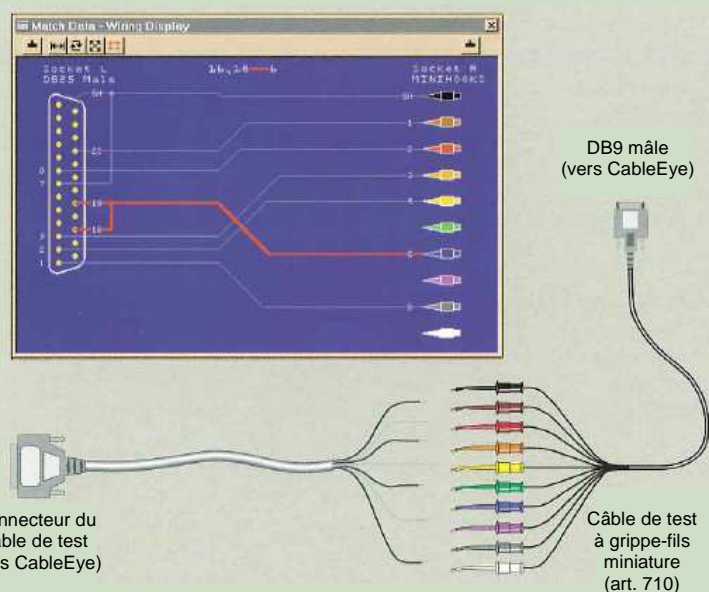 Match Data - Wiring Display
Socket L
DB25 Male
16,18 6
Socket R
MINIHOOKS
SH
SH
1
21
2
8
7
3
4
19
6
18
3
2
1
8
DB9 mâle
(vers CableEye)
nnecteur du
ble de test
s CableEye)
Câble de test
à grippe-fils
miniature
(art. 710)